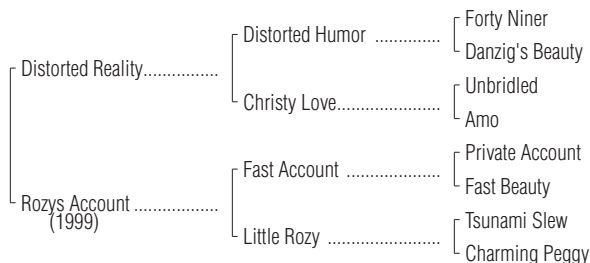 Forty Niner
Distorted Humor ..............
Danzig's Beauty
Distorted Reality................
Unbridled
Christy Love......................
Amo
Private Account
Fast Account ....................
Fast Beauty
Rozys Account ..................
(1999)
Tsunami Slew
Little Rozy ........................
Charming Peggy